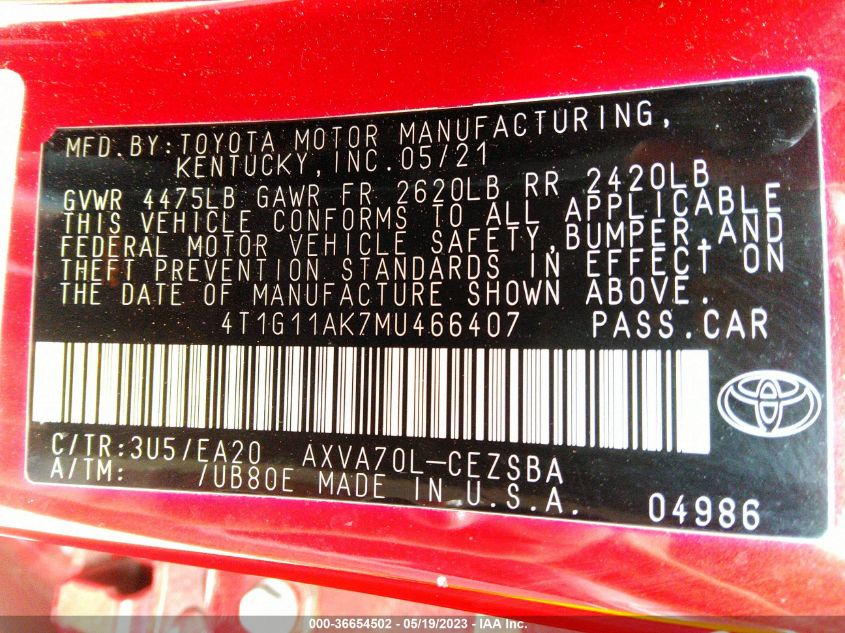 MFD.BY:TOYOTA MOTOR MANUFACTURING,
KENTUCKY,INC.05/21
GVWR 4475LB GAWR FR 2620LB RR 2420LB
THIS VEHICLE CONFORMS TO ALL APPLICABLE
FEDERAL MOTOR VEHICLE SAFETY,BUMPER,AND
THEFT PREVENTION STANDARDS IN EFFECT ON
THE DATE OF MANUFACTURE SHOWN ABOVE.
4T1G11AK7MU466407 PASS.CAR
C/TR:3U5/EA20 AXVA70L-CEZSBA
A/TM: /UB80E MADE IN U.S.A. 04986
000-36654502 - 05/19/2023 - IAA Inc.